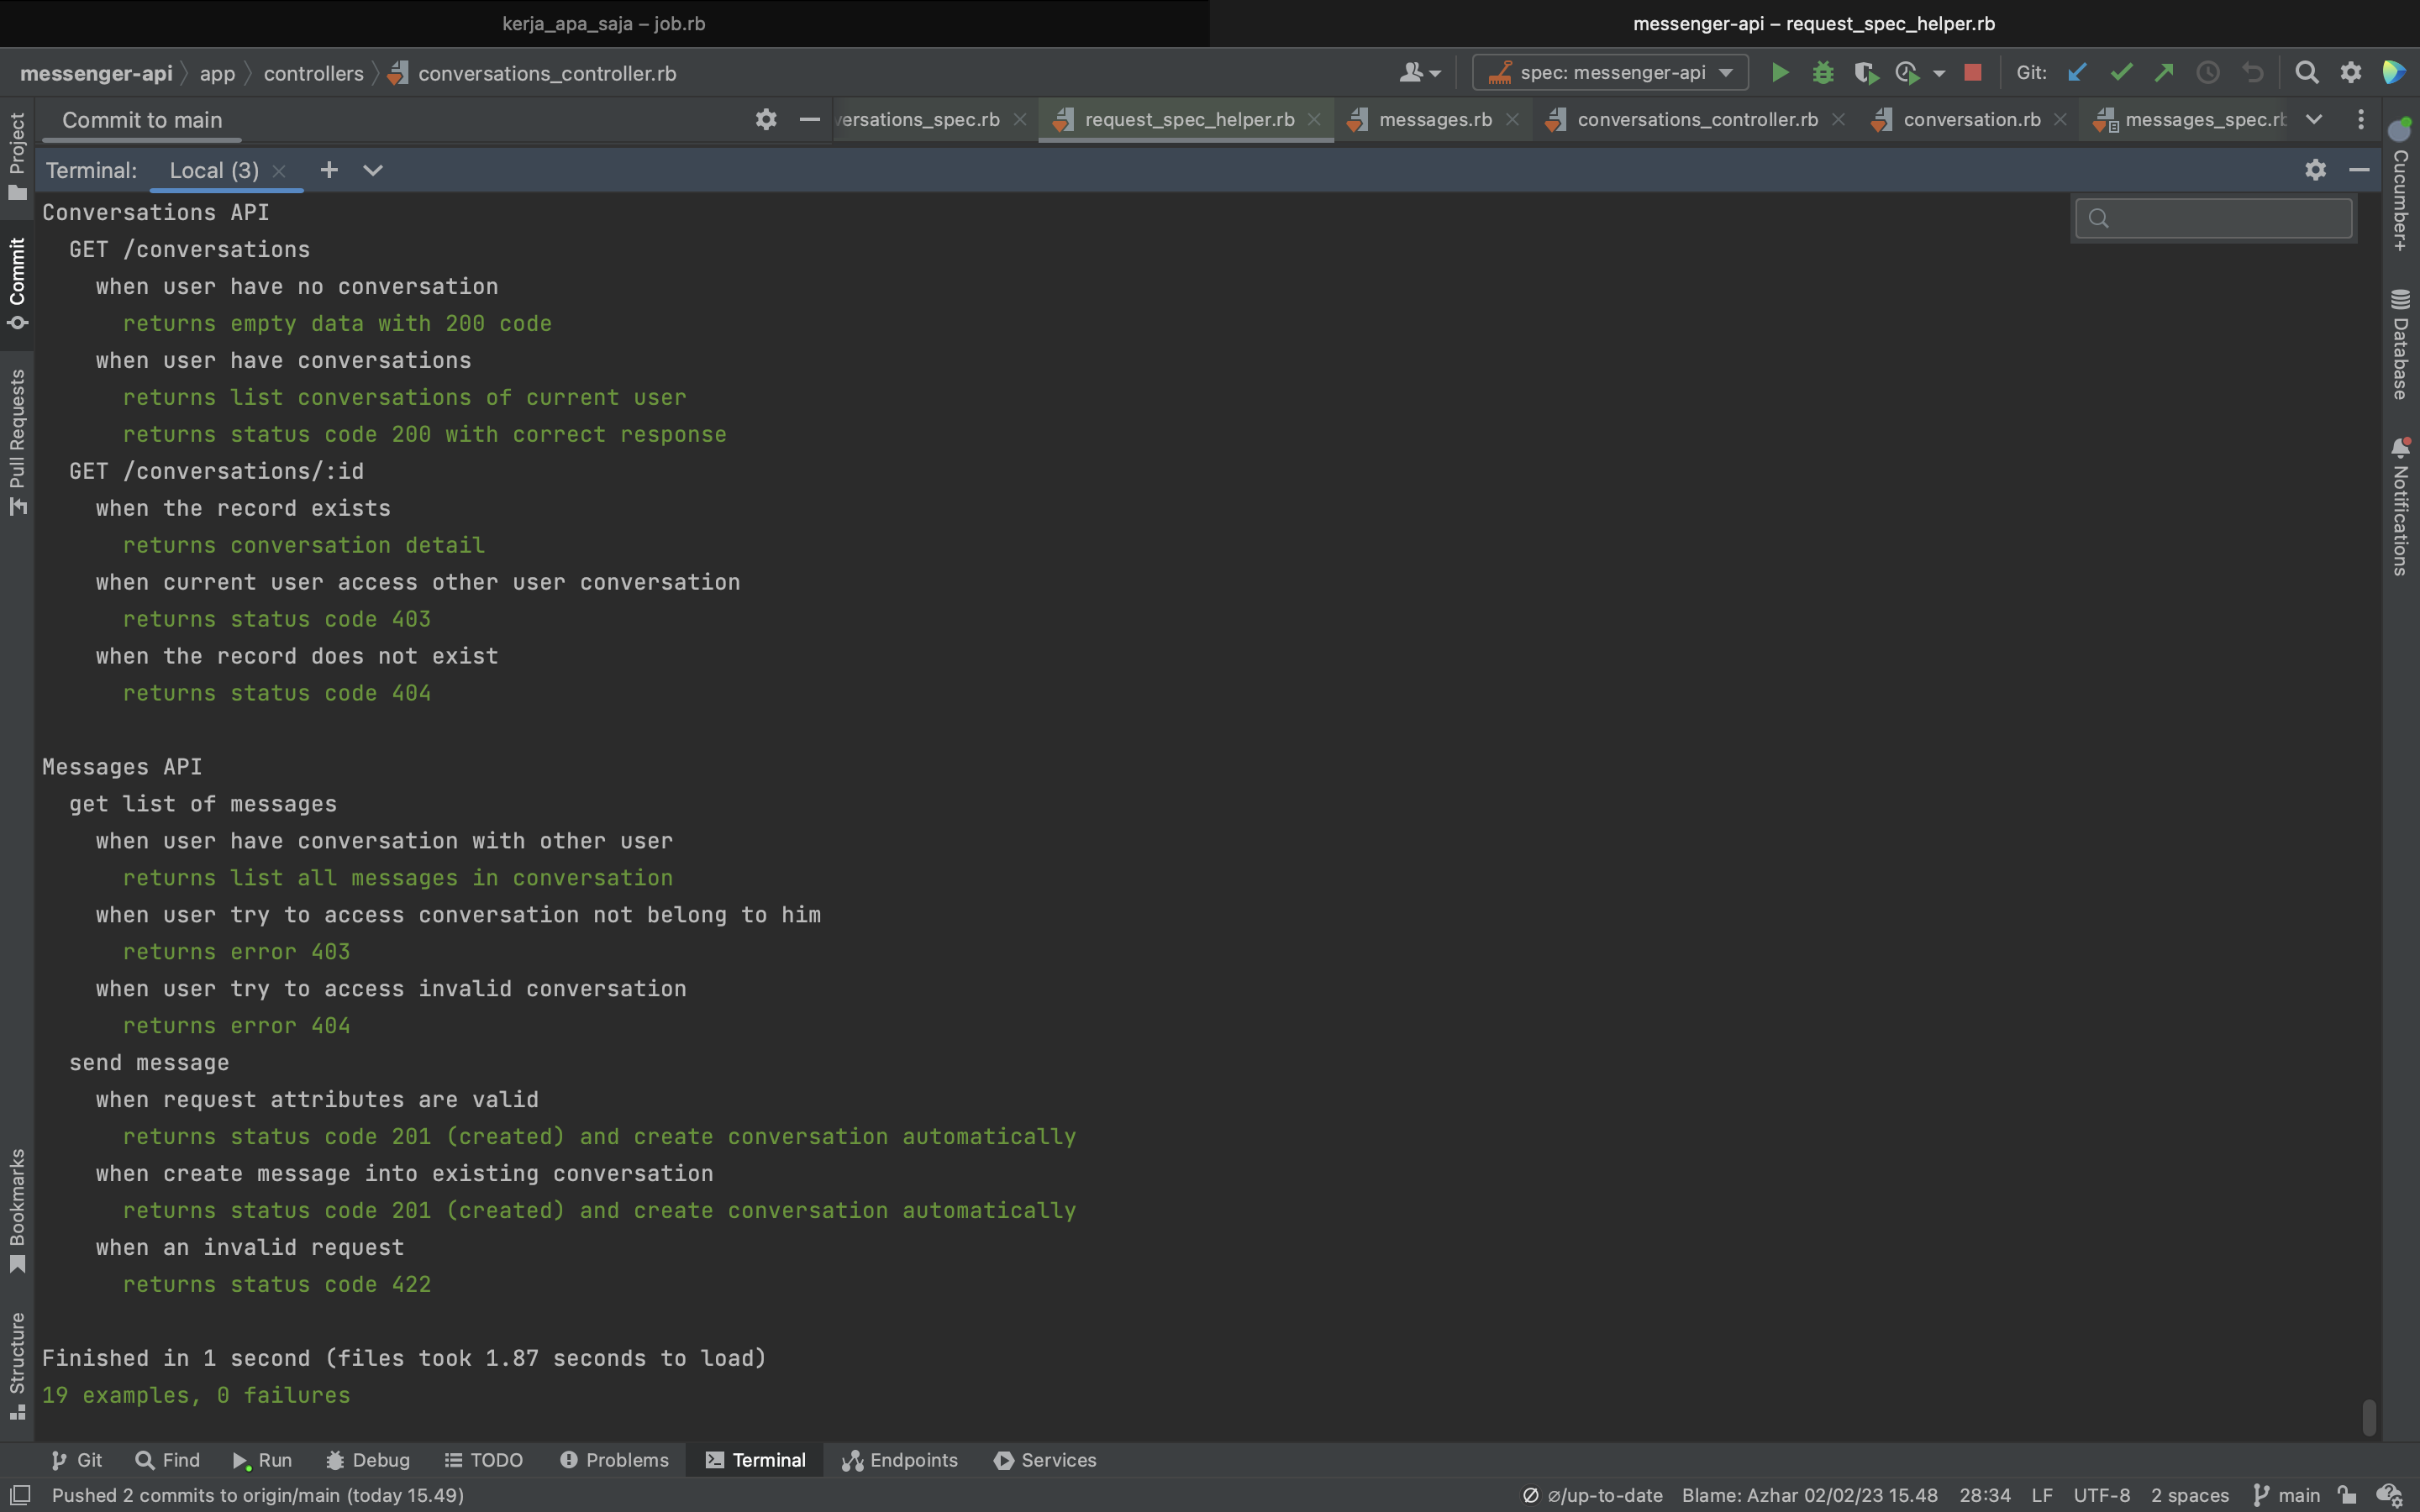 kerja_apa_saja – job.rb
messenger-api – request_spec_helper.rb
messenger-api app controllers conversations_controller.rb
spec: messenger-api
Git:
Commit to main
ersations_spec.rb
request_spec_helper.rb
messages.rb
conversations_controller.rb
conversation.rb
messages_spec.rb
Terminal: Local (3)
Project
Commit
Pull Requests
Bookmarks
Structure
Cucumber+
Database
Notifications
Conversations API
GET /conversations
when user have no conversation
returns empty data with 200 code
when user have conversations
returns list conversations of current user
returns status code 200 with correct response
GET /conversations/:id
when the record exists
returns conversation detail
when current user access other user conversation
returns status code 403
when the record does not exist
returns status code 404
Messages API
get list of messages
when user have conversation with other user
returns list all messages in conversation
when user try to access conversation not belong to him
returns error 403
when user try to access invalid conversation
returns error 404
send message
when request attributes are valid
returns status code 201 (created) and create conversation automatically
when create message into existing conversation
returns status code 201 (created) and create conversation automatically
when an invalid request
returns status code 422
Finished in 1 second (files took 1.87 seconds to load)
19 examples, 0 failures
Git Find Run Debug TODO Problems Terminal Endpoints Services
Pushed 2 commits to origin/main (today 15.49)
∅/up-to-date Blame: Azhar 02/02/23 15.48 28:34 LF UTF-8 2 spaces main